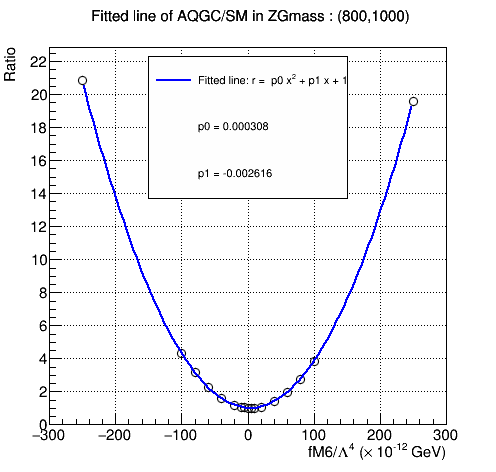 Fitted line of AQGC/SM in ZGmass : (800,1000)
Ratio
Fitted line: r = p0 x² + p1 x + 1
p0 = 0.000308
p1 = -0.002616
22
20
18
16
14
12
10
8
6
4
2
0
−300 −200 −100 0 100 200 300
fM6/Λ⁴ (× 10⁻¹² GeV)